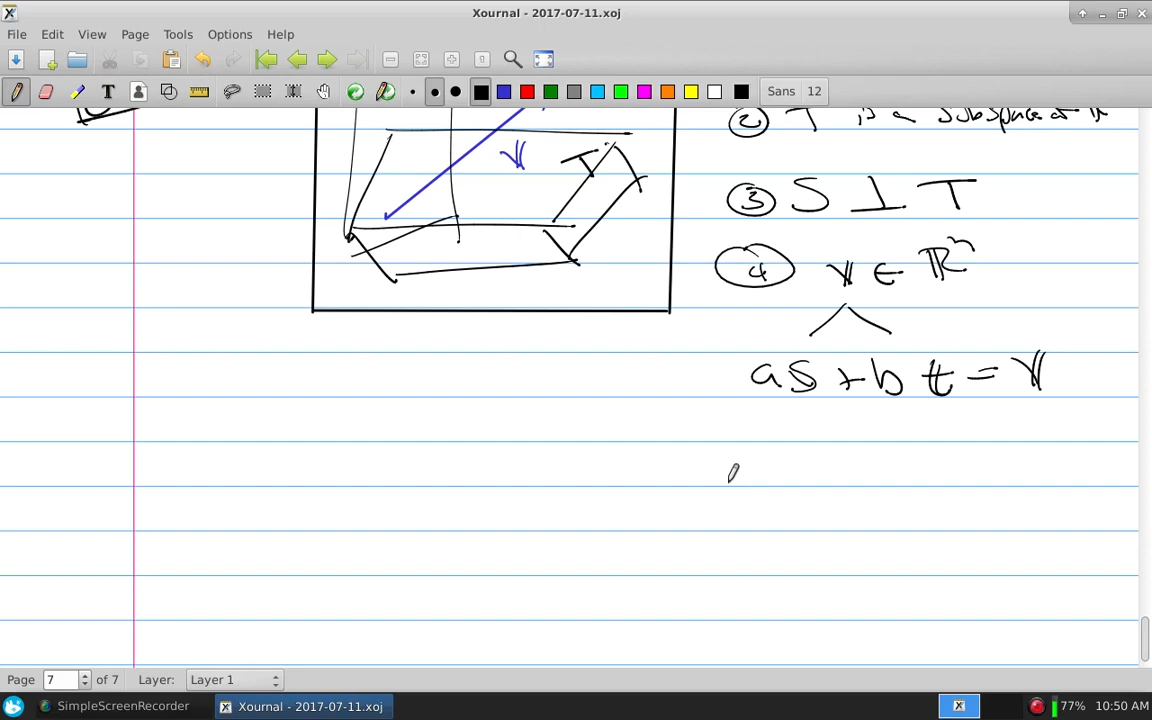 Xournal - 2017-07-11.xoj
File Edit View Page Tools Options Help
Sans 12
② T is a subspace of ℝ
③ S ⊥ T
④ v ∈ ℝⁿ
as + bt = v
v
T
Page 7 of 7 Layer: Layer 1
SimpleScreenRecorder Xournal - 2017-07-11.xoj 77% 10:50 AM